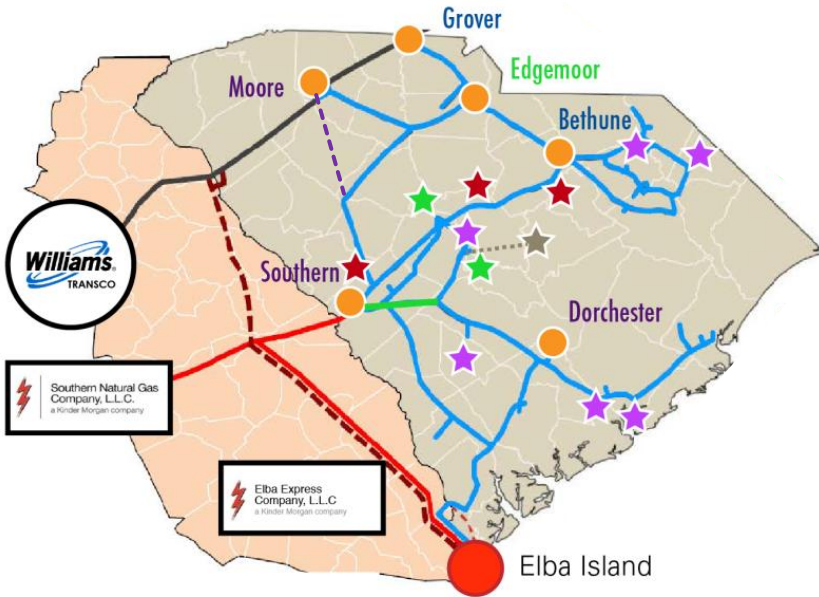 Grover
Edgemoor
Moore
Bethune
Williams®
TRANSCO
Southern
Dorchester
Southern Natural Gas
Company, L.L.C.
a Kinder Morgan company
Elba Express
Company, L.L.C
a Kinder Morgan company
Elba Island